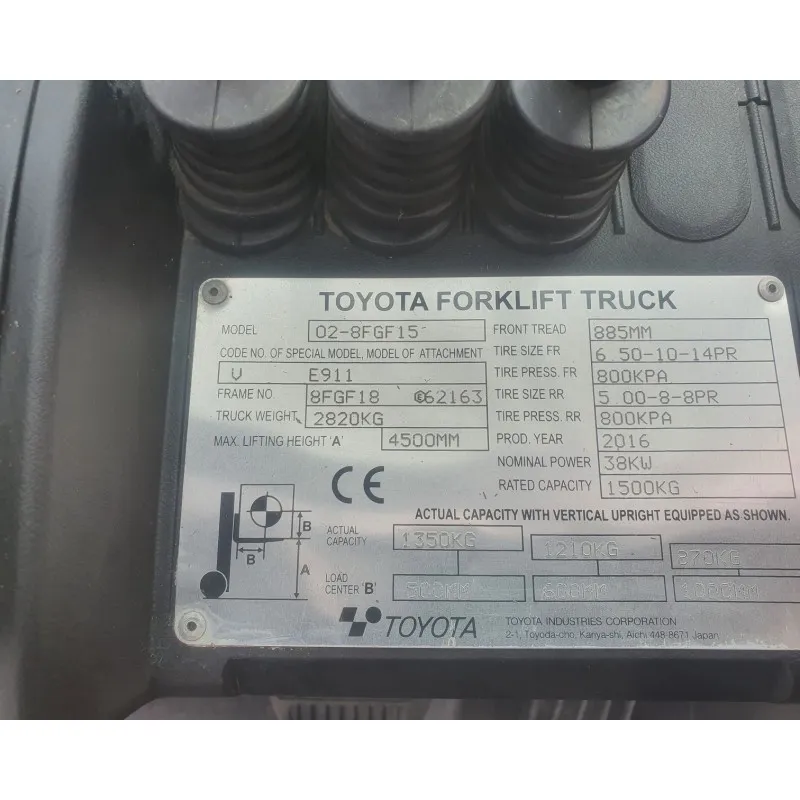 TOYOTA FORKLIFT TRUCK
MODEL 02-8FGF15
CODE NO. OF SPECIAL MODEL, MODEL OF ATTACHMENT
V E911
FRAME NO 8FGF18 62163
TRUCK WEIGHT 2820KG
MAX. LIFTING HEIGHT 'A' 4500MM
FRONT TREAD 885MM
TIRE SIZE FR 6.50-10-14PR
TIRE PRESS. FR 800KPA
TIRE SIZE RR 5.00-8-8PR
TIRE PRESS. RR 800KPA
PROD. YEAR 2016
NOMINAL POWER 38KW
RATED CAPACITY 1500KG
CE
B
B
A
ACTUAL CAPACITY WITH VERTICAL UPRIGHT EQUIPPED AS SHOWN.
ACTUAL CAPACITY 1350KG 1210KG 870KG
LOAD CENTER 'B' 500MM 600MM 1000MM
TOYOTA
TOYOTA INDUSTRIES CORPORATION
2-1, Toyoda-cho, Kariya-shi, Aichi 448-8671 Japan